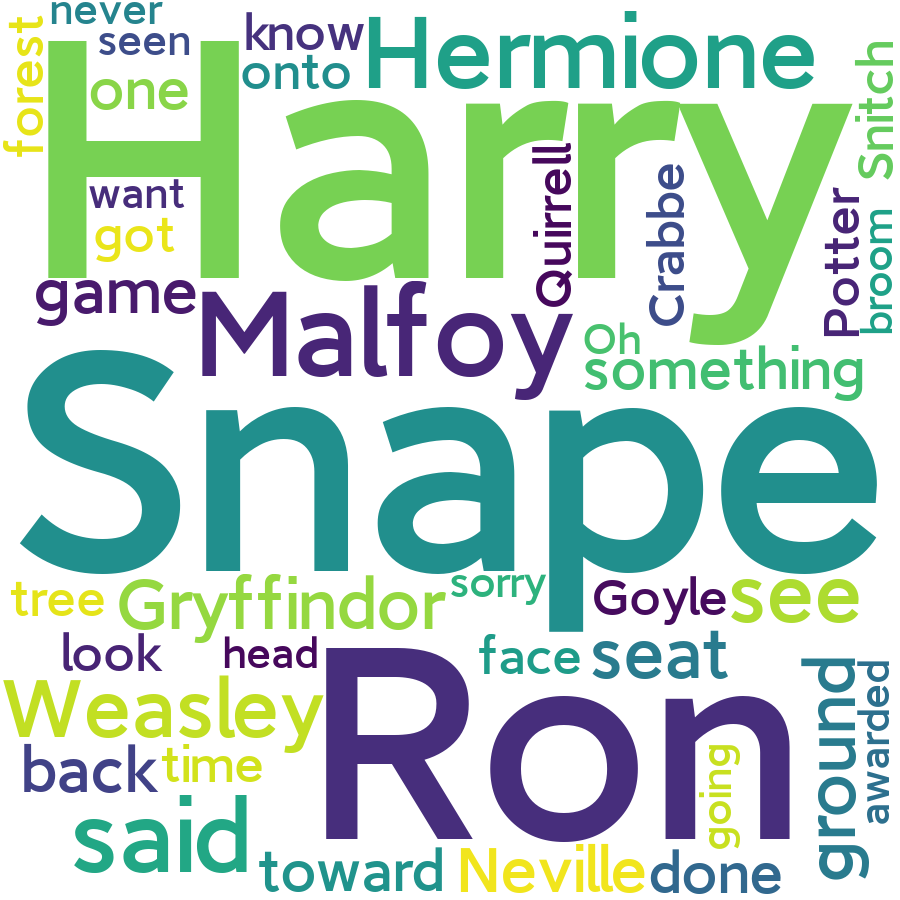 never
seen
know
onto
Hermione
forest
one
Harry
Snitch
want
got
Quirrell
Crabbe
Potter
broom
game
Malfoy
Oh
something
Snape
tree
Gryffindor
sorry
Goyle
see
look
head
face
seat
Weasley
Ron
ground
awarded
back
time
going
said
toward
Neville
done